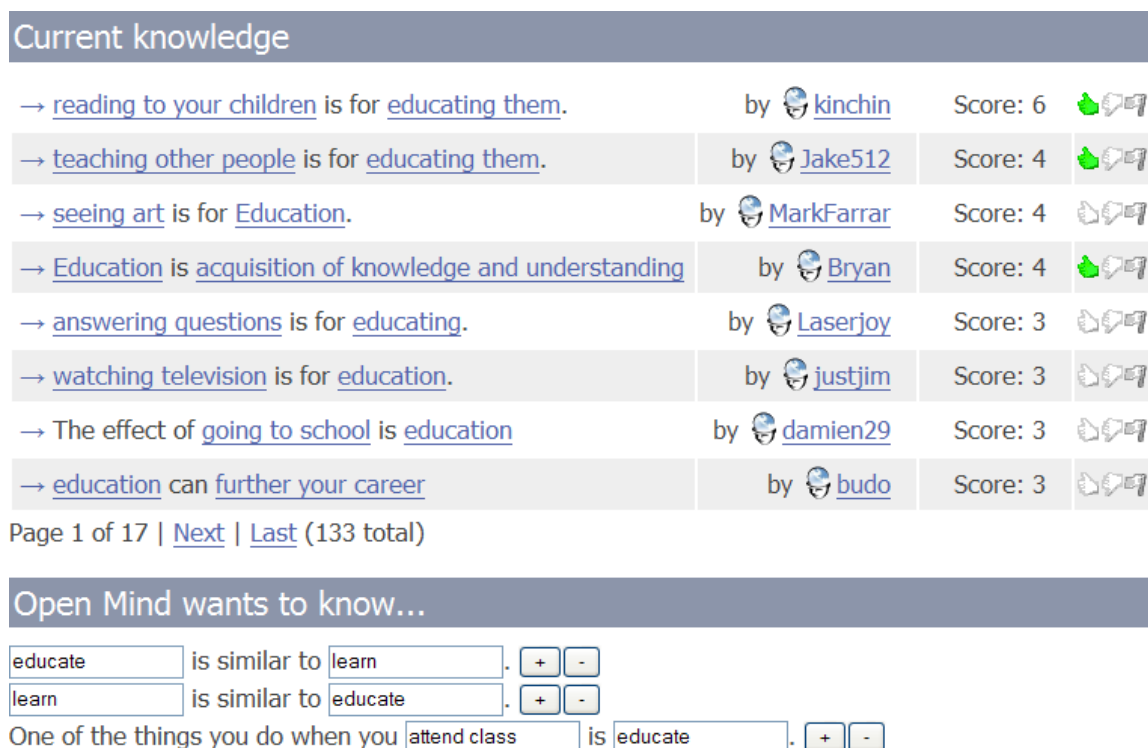 Current knowledge
→ reading to your children is for educating them. by kinchin Score: 6
→ teaching other people is for educating them. by Jake512 Score: 4
→ seeing art is for Education. by MarkFarrar Score: 4
→ Education is acquisition of knowledge and understanding by Bryan Score: 4
→ answering questions is for educating. by Laserjoy Score: 3
→ watching television is for education. by justjim Score: 3
→ The effect of going to school is education by damien29 Score: 3
→ education can further your career by budo Score: 3
Page 1 of 17 | Next | Last (133 total)
Open Mind wants to know...
educate is similar to learn . + -
learn is similar to educate . + -
One of the things you do when you attend class is educate . + -